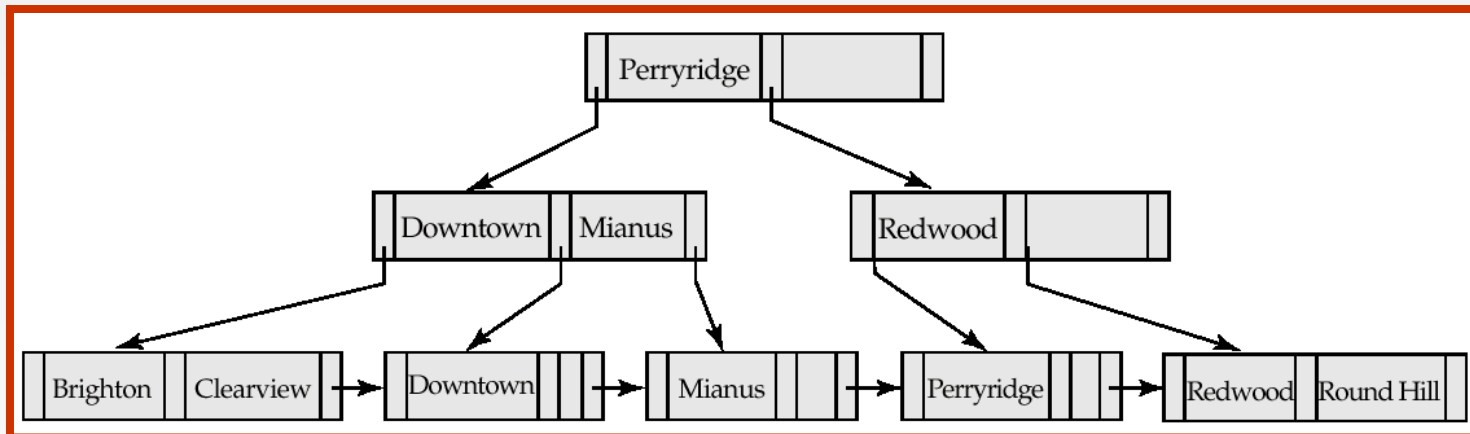 Perryridge
Downtown Mianus
Redwood
Brighton Clearview
Downtown
Mianus
Perryridge
Redwood Round Hill